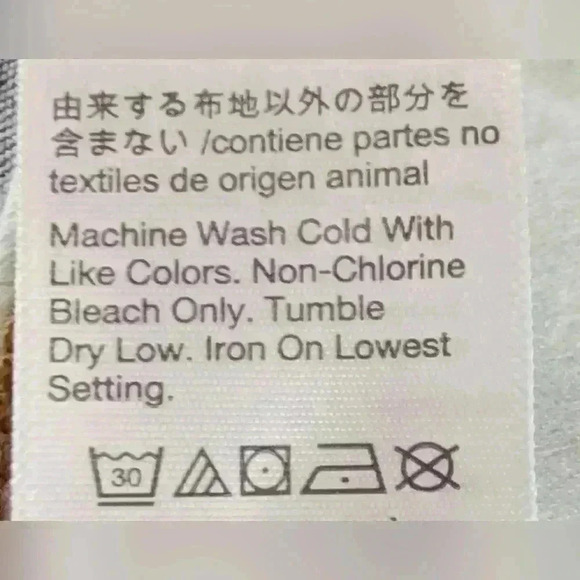 由来する布地以外の部分を
含まない /contiene partes no
textiles de origen animal
Machine Wash Cold With
Like Colors. Non-Chlorine
Bleach Only. Tumble
Dry Low. Iron On Lowest
Setting.
30